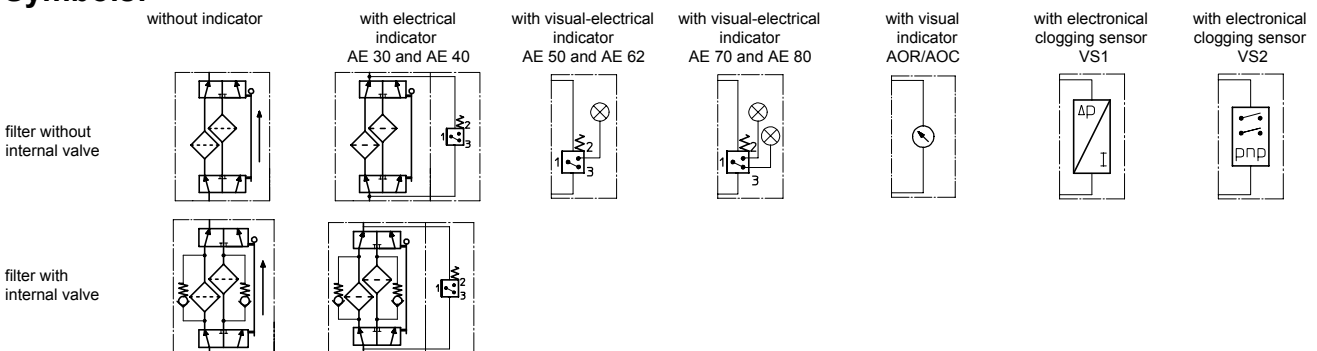 without indicator
with electrical
indicator
AE 30 and AE 40
with visual-electrical
indicator
AE 50 and AE 62
with visual-electrical
indicator
AE 70 and AE 80
with visual
indicator
AOR/AOC
with electronical
clogging sensor
VS1
with electronical
clogging sensor
VS2
filter without
internal valve
1 2
3
1 2
3
1 2
3
Δp
I
pnp
filter with
internal valve
1 2
3